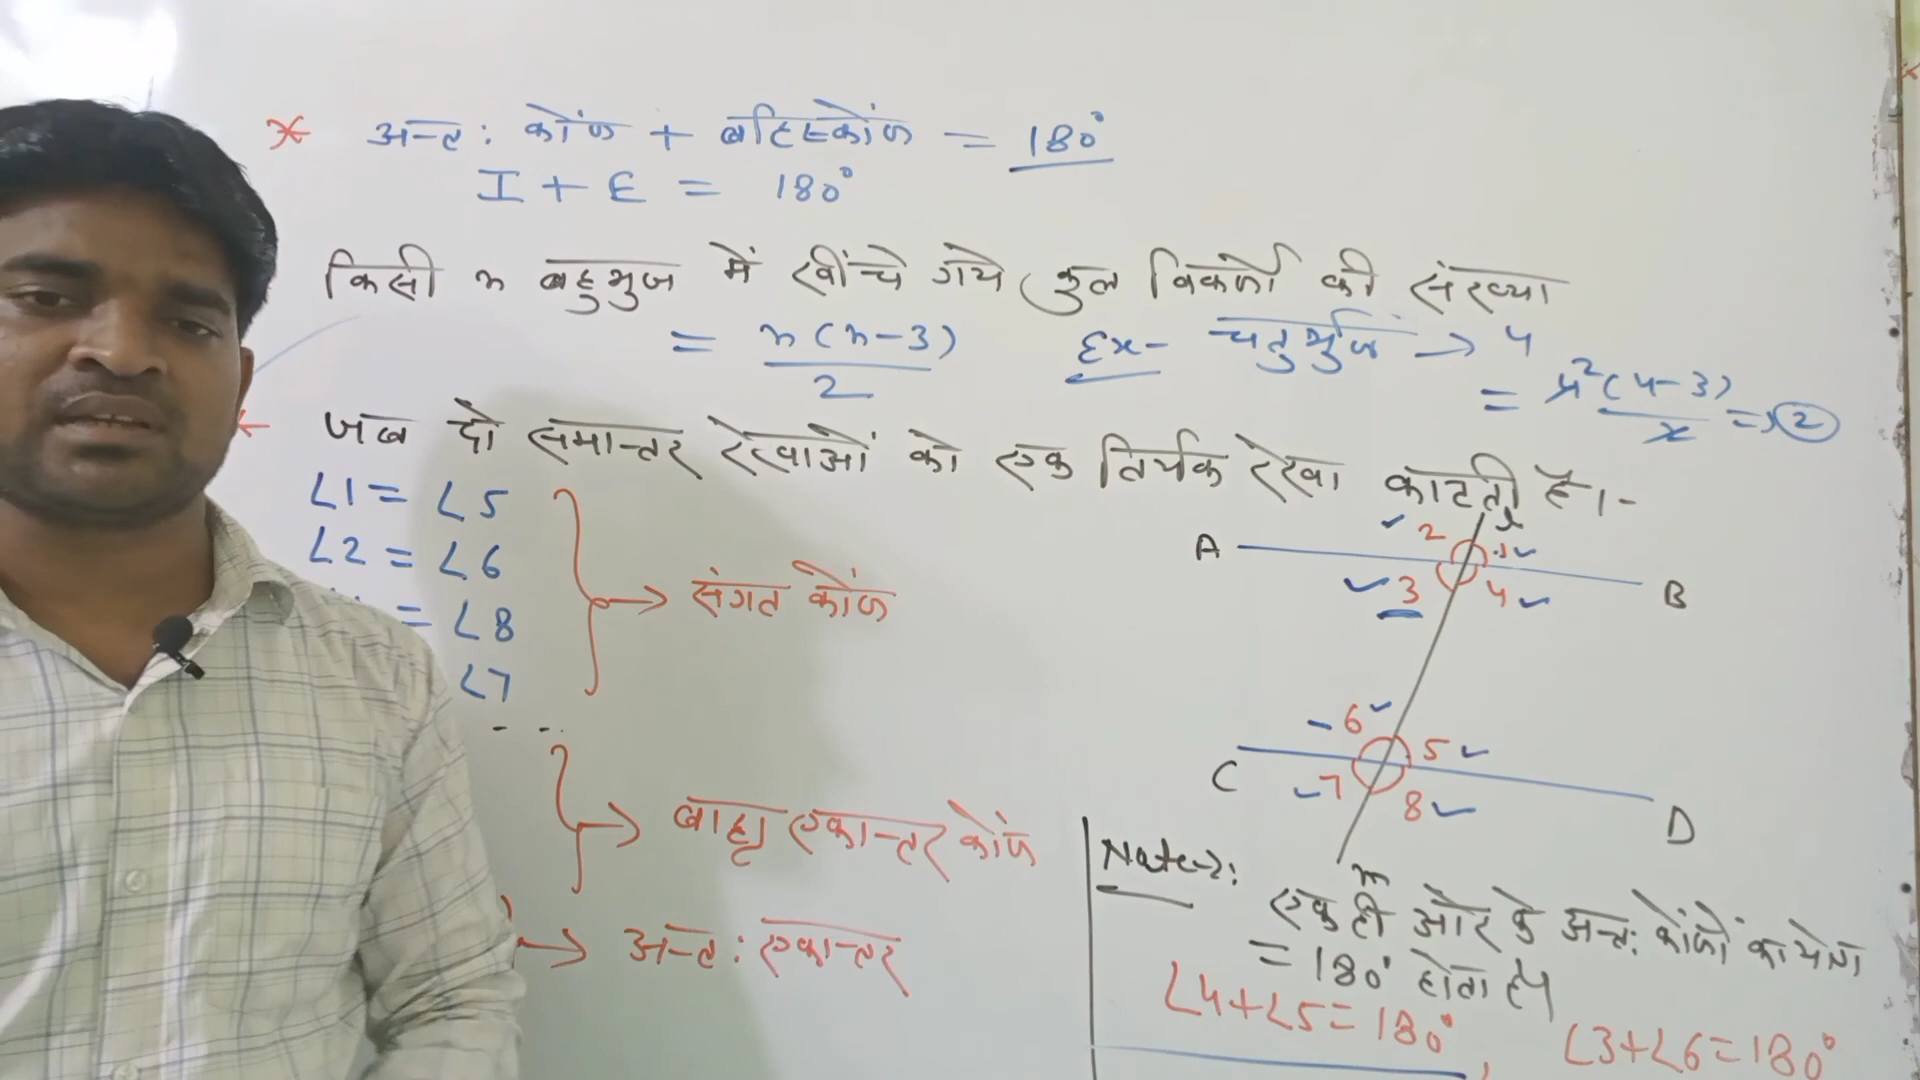 अन्त: कोंण + बहिष्कोंण = 180°
I + E = 180°
किसी n बहुभुज में खींचे गये कुल विकर्णो की संख्या
= n(n-3)/2
Ex- चतुर्भुज → 4
= 4²(4-3)/2 => 2
जब दो समान्तर रेखाओं को एक तिर्यक रेखा काटती है।-
∠1 = ∠5
∠2 = ∠6
= ∠8
∠7
→ संगत कोंण
→ बाह्य एकान्तर कोंण
→ अन्त: एकान्तर
A 2 1 B
3 4
6 5
C 7 8 D
Note→:
एक ही ओर के अन्त: कोंणों का योग
= 180° होता है।
∠4+∠5=180°, ∠3+∠6=180°